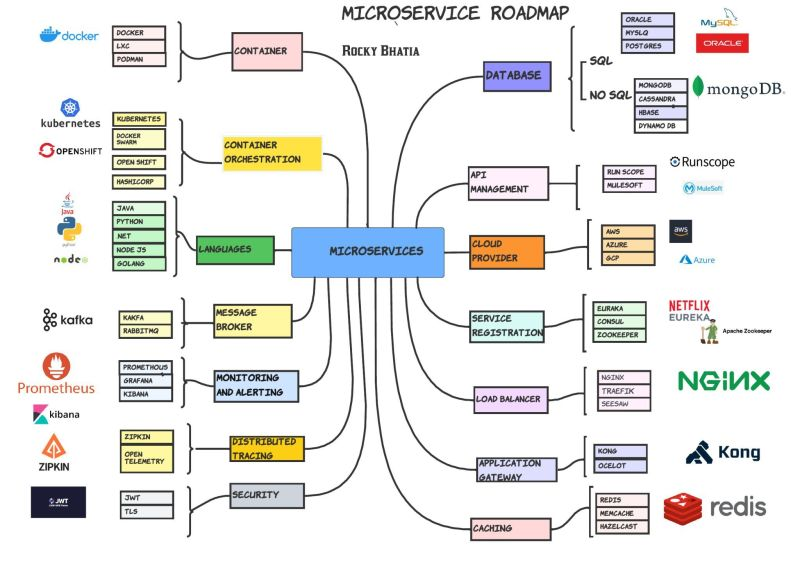 MICROSERVICE ROADMAP
ROCKY BHATIA
docker
DOCKER
LXC
PODMAN
CONTAINER
kubernetes
OPENSHIFT
KUBERNETES
DOCKER
SWARM
OPEN SHIFT
HASHICORP
CONTAINER
ORCHESTRATION
Java
python
node
JAVA
PYTHON
NET
NODE JS
GOLANG
LANGUAGES
kafka
KAKFA
RABBITMQ
MESSAGE
BROKER
Prometheus
kibana
PROMETHOUS
GRAFANA
KIBANA
MONITORING
AND ALERTING
ZIPKIN
ZIPKIN
OPEN
TELEMETRY
DISTRIBUTED
TRACING
JWT
JWT
TLS
SECURITY
MICROSERVICES
DATABASE
SQL
ORACLE
MYSLQ
POSTGRES
MySQL
ORACLE
NO SQL
MONGODB
CASSANDRA
HBASE
DYNAMO DB
mongoDB
API
MANAGEMENT
RUN SCOPE
MULESOFT
Runscope
MuleSoft
CLOUD
PROVIDER
AWS
AZURE
GCP
aws
Azure
SERVICE
REGISTRATION
EURAKA
CONSUL
ZOOKEEPER
NETFLIX
EUREKA
Apache Zookeeper
LOAD BALANCER
NGINX
TRAEFIK
SEESAW
NGINX
APPLICATION
GATEWAY
KONG
OCELOT
Kong
CACHING
REDIS
MEMCACHE
HAZELCAST
redis